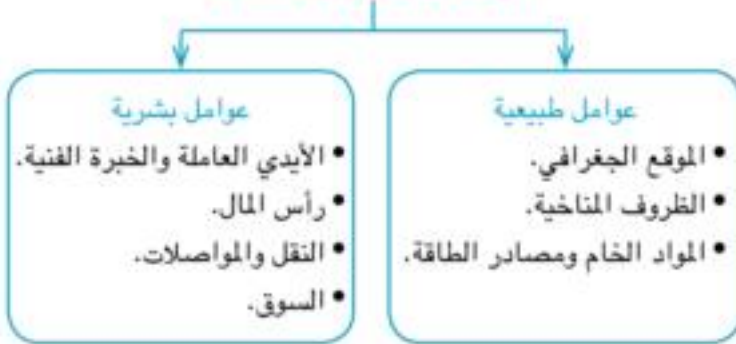 عوامل طبيعية
• الموقع الجغرافي.
• الظروف المناخية.
• المواد الخام ومصادر الطاقة.
عوامل بشرية
• الأيدي العاملة والخبرة الفنية.
• رأس المال.
• النقل والمواصلات.
• السوق.